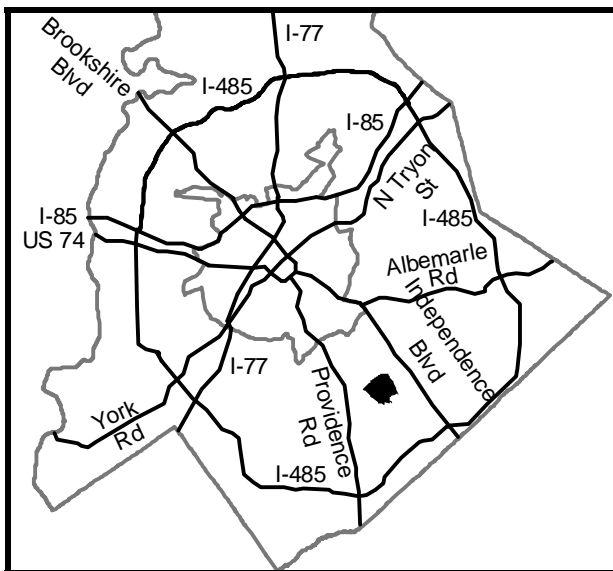 I-77
Brookshire
Blvd
I-485
I-85
N Tryon
St
I-85
US 74
I-485
Albemarle
Rd
Independence
Blvd
I-77
Providence
Rd
York
Rd
I-485